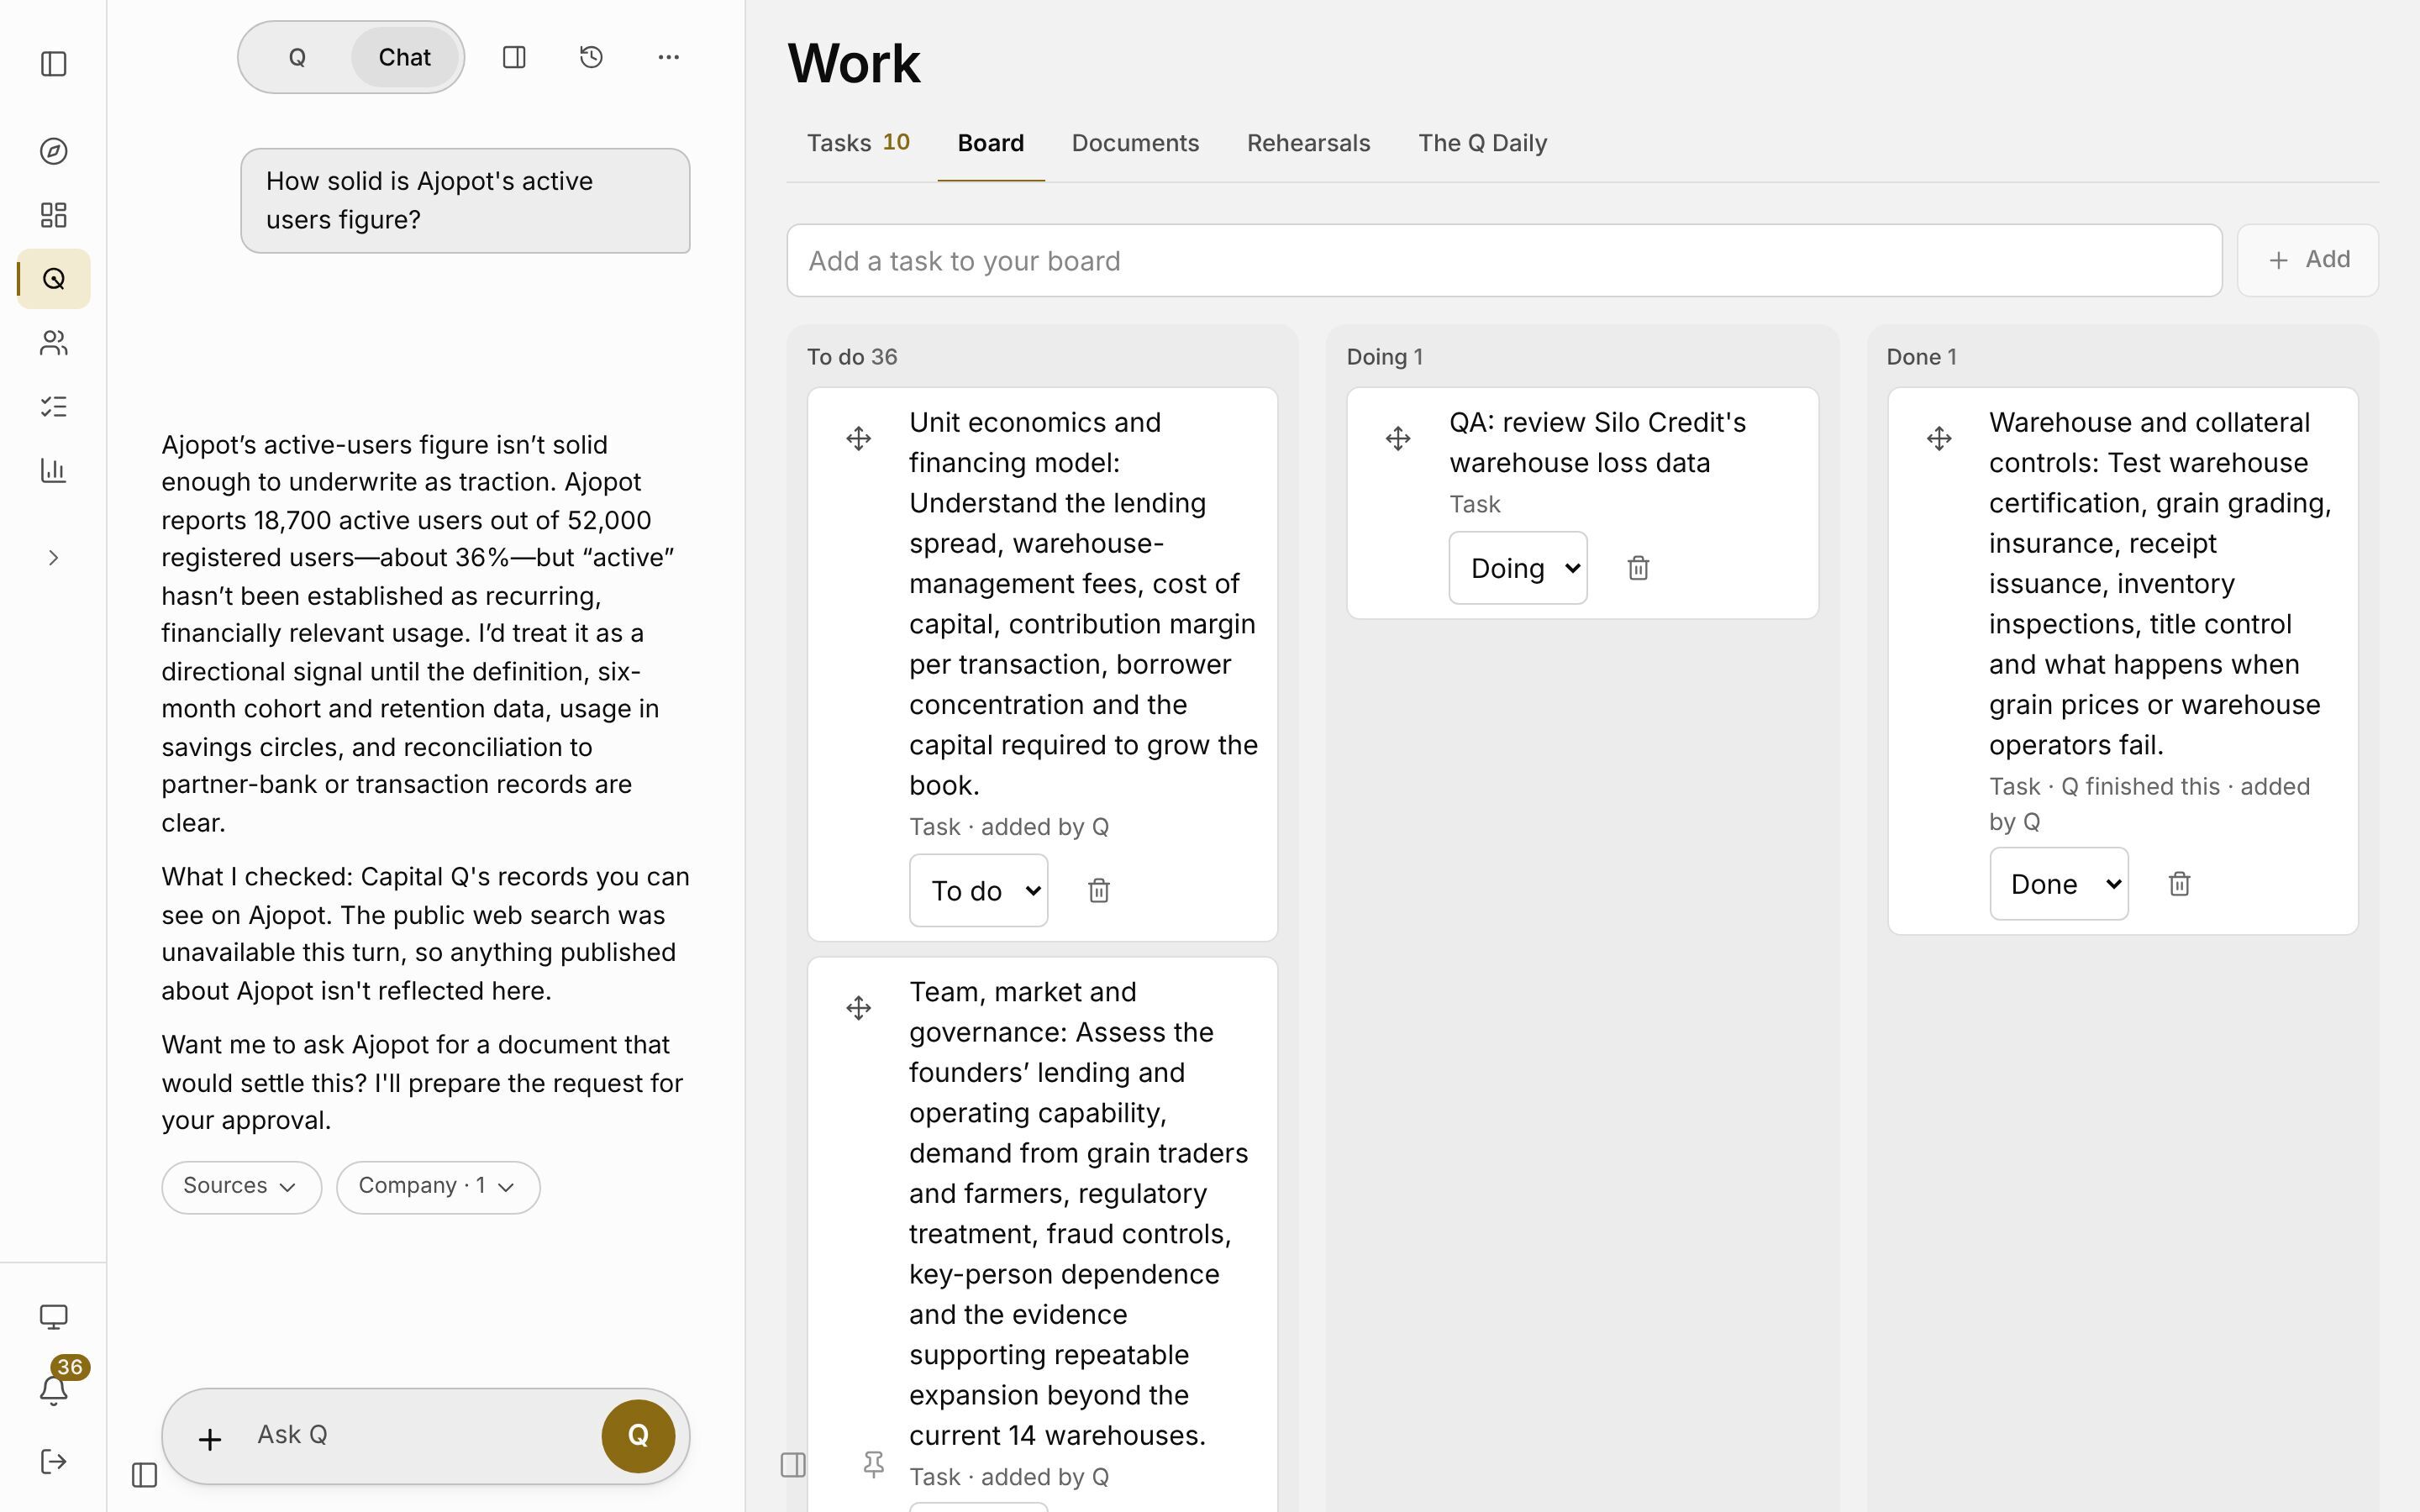 Q
Chat
How solid is Ajopot's active
users figure?
Ajopot’s active-users figure isn’t solid
enough to underwrite as traction. Ajopot
reports 18,700 active users out of 52,000
registered users—about 36%—but “active”
hasn’t been established as recurring,
financially relevant usage. I’d treat it as a
directional signal until the definition, six-
month cohort and retention data, usage in
savings circles, and reconciliation to
partner-bank or transaction records are
clear.
What I checked: Capital Q's records you can
see on Ajopot. The public web search was
unavailable this turn, so anything published
about Ajopot isn't reflected here.
Want me to ask Ajopot for a document that
would settle this? I'll prepare the request for
your approval.
Sources
Company · 1
36
Ask Q
Q
Work
Tasks 10
Board
Documents
Rehearsals
The Q Daily
Add a task to your board
Add
To do 36
Unit economics and
financing model:
Understand the lending
spread, warehouse-
management fees, cost of
capital, contribution margin
per transaction, borrower
concentration and the
capital required to grow the
book.
Task · added by Q
To do
Team, market and
governance: Assess the
founders’ lending and
operating capability,
demand from grain traders
and farmers, regulatory
treatment, fraud controls,
key-person dependence
and the evidence
supporting repeatable
expansion beyond the
current 14 warehouses.
Task · added by Q
Doing 1
QA: review Silo Credit's
warehouse loss data
Task
Doing
Done 1
Warehouse and collateral
controls: Test warehouse
certification, grain grading,
insurance, receipt
issuance, inventory
inspections, title control
and what happens when
grain prices or warehouse
operators fail.
Task · Q finished this · added
by Q
Done